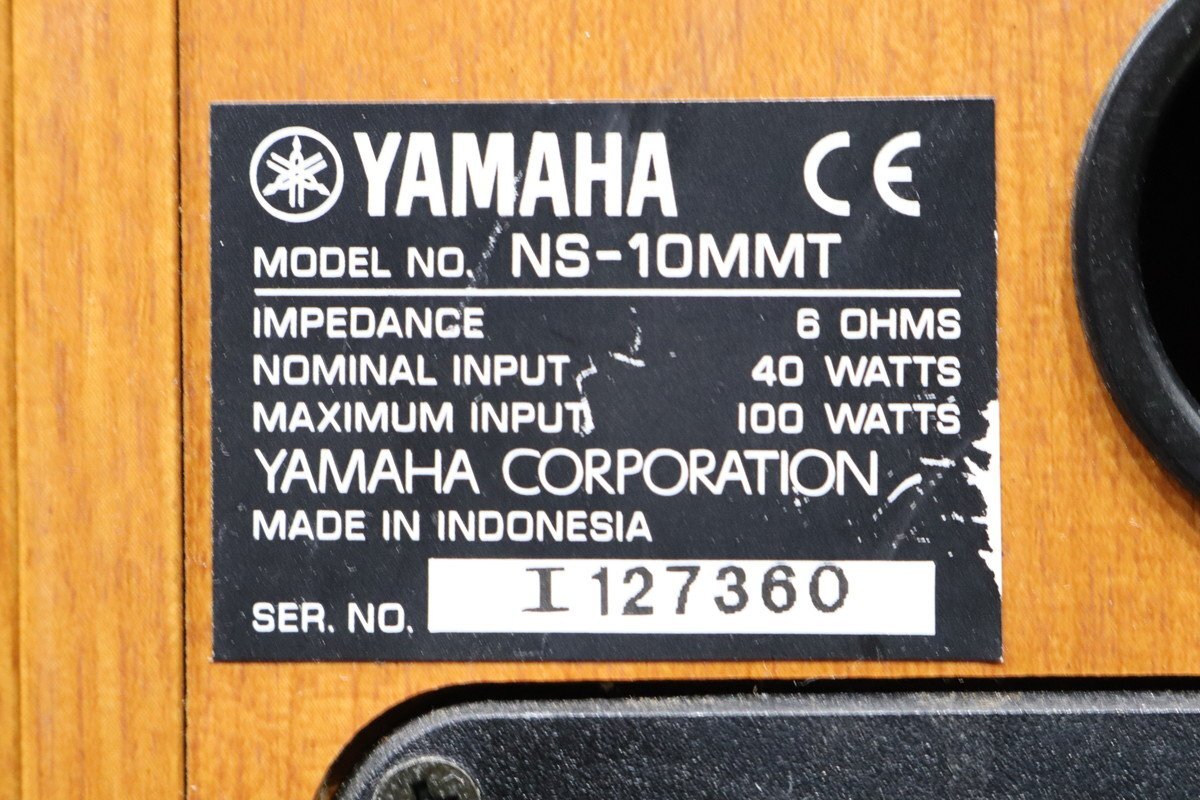 YAMAHA CE
MODEL NO. NS-10MMT
IMPEDANCE 6 OHMS
NOMINAL INPUT 40 WATTS
MAXIMUM INPUT 100 WATTS
YAMAHA CORPORATION
MADE IN INDONESIA
SER. NO. I127360